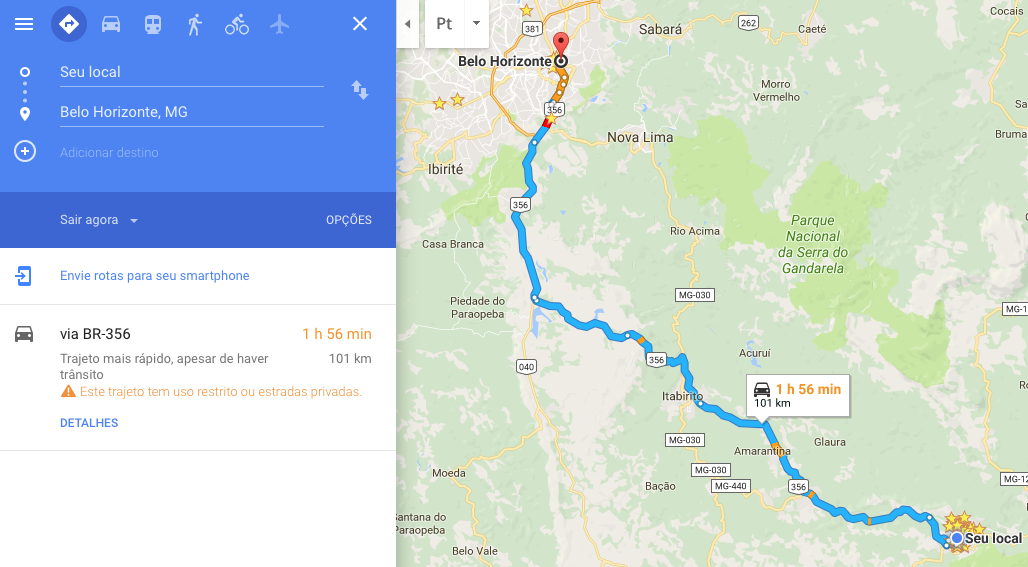 Seu local
Belo Horizonte, MG
Adicionar destino
Sair agora
OPÇÕES
Envie rotas para seu smartphone
via BR-356
1 h 56 min
Trajeto mais rápido, apesar de haver
101 km
trânsito
Este trajeto tem uso restrito ou estradas privadas.
DETALHES
Pt
381
Sabará
262
Caeté
Cocais
Belo Horizonte
Morro
Vermelho
356
Nova Lima
Bruma
Ibirité
356
Casa Branca
Rio Acima
Parque
Nacional
da Serra do
Gandarela
MG-030
Piedade do
Paraopeba
MG-1
040
356
Acuruí
Ro
1 h 56 min
101 km
Itabirito
MG-030
Glaura
Amarantina
Moeda
MG-030
MG-440
Bação
356
MG-12
Santana do
Paraopeba
Belo Vale
Seu local